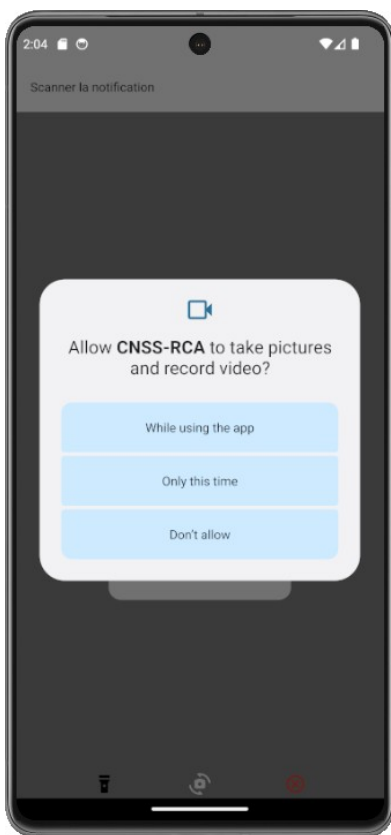 2:04
Scanner la notification
Allow CNSS-RCA to take pictures
and record video?
While using the app
Only this time
Don't allow